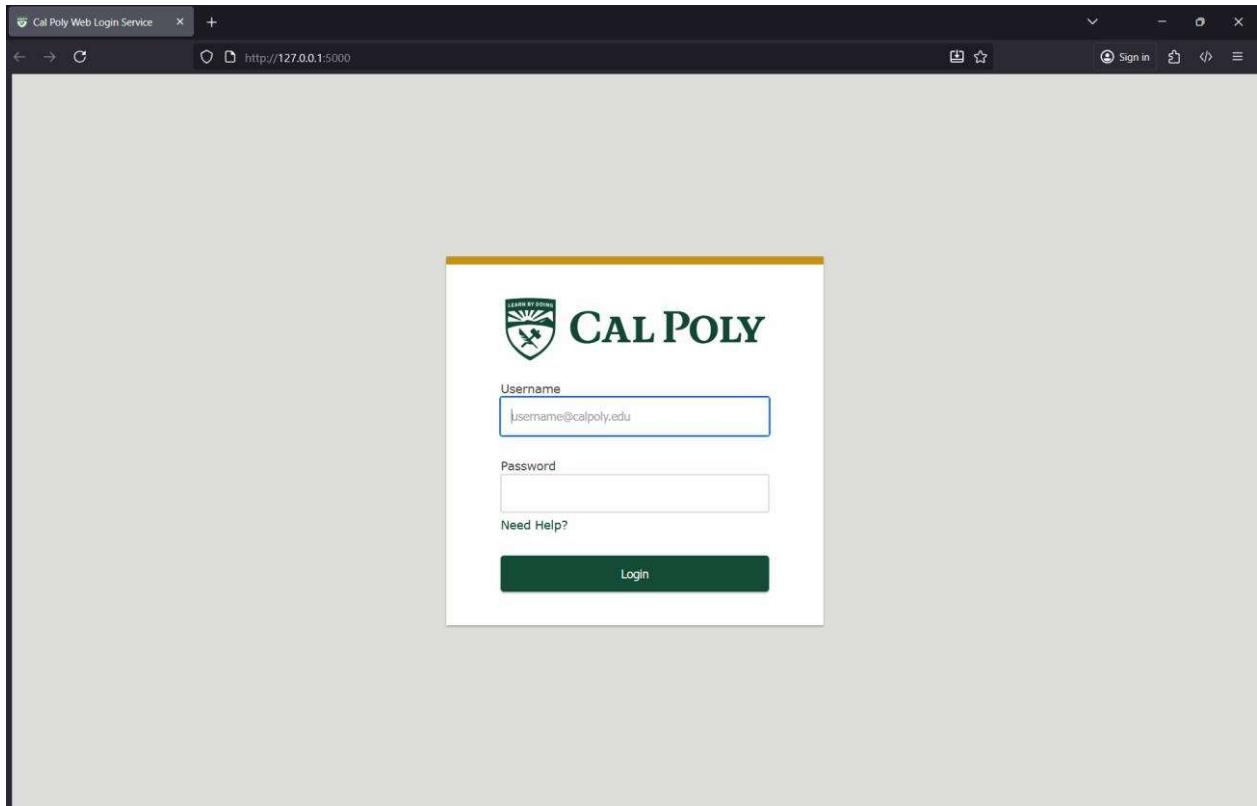 Cal Poly Web Login Service
http://127.0.0.1:5000
Sign in
LEARN BY DOING
CAL POLY
Username
username@calpoly.edu
Password
Need Help?
Login